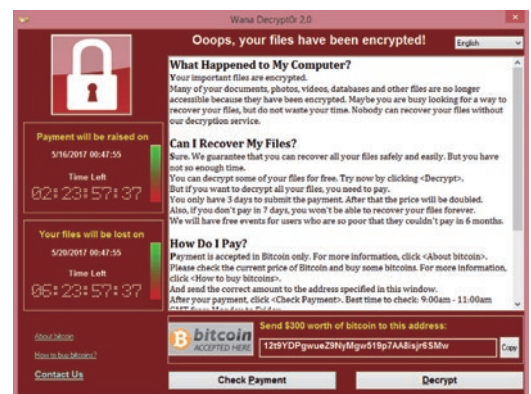 Wana Decrypt0r 2.0
Ooops, your files have been encrypted!
English
What Happened to My Computer?
Your important files are encrypted.
Many of your documents, photos, videos, databases and other files are no longer
accessible because they have been encrypted. Maybe you are busy looking for a way to
recover your files, but do not waste your time. Nobody can recover your files without
our decryption service.
Can I Recover My Files?
Sure. We guarantee that you can recover all your files safely and easily. But you have
not so enough time.
You can decrypt some of your files for free. Try now by clicking <Decrypt>.
But if you want to decrypt all your files, you need to pay.
You only have 3 days to submit the payment. After that the price will be doubled.
Also, if you don't pay in 7 days, you won't be able to recover your files forever.
We will have free events for users who are so poor that they couldn't pay in 6 months.
How Do I Pay?
Payment is accepted in Bitcoin only. For more information, click <About bitcoin>.
Please check the current price of Bitcoin and buy some bitcoins. For more information,
click <How to buy bitcoins>.
And send the correct amount to the address specified in this window.
After your payment, click <Check Payment>. Best time to check: 9:00am - 11:00am
GMT from Monday to Friday.
Payment will be raised on
5/16/2017 00:47:55
Time Left
02:23:57:37
Your files will be lost on
5/20/2017 00:47:55
Time Left
06:23:57:37
About bitcoin
How to buy bitcoins?
Contact Us
bitcoin
ACCEPTED HERE
Send $300 worth of bitcoin to this address:
12t9YDPgwueZ9NyMgw519p7AA8isjr6SMw
Copy
Check Payment
Decrypt